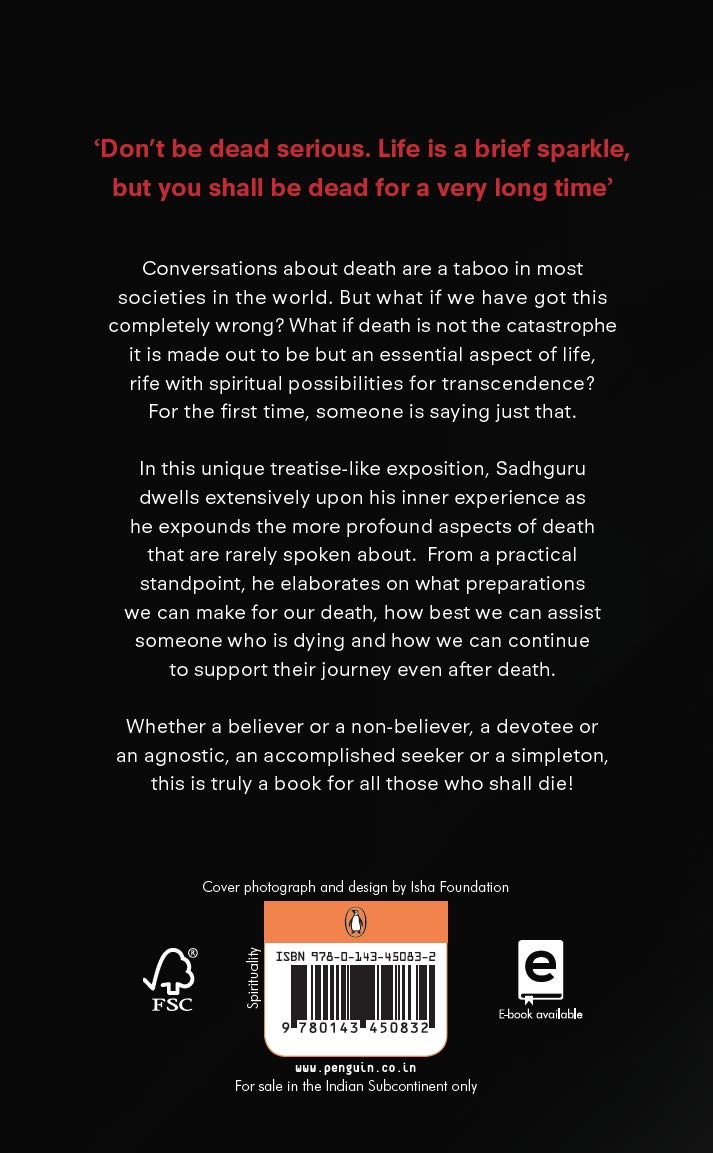 ‘Don’t be dead serious. Life is a brief sparkle,
but you shall be dead for a very long time’
Conversations about death are a taboo in most
societies in the world. But what if we have got this
completely wrong? What if death is not the catastrophe
it is made out to be but an essential aspect of life,
rife with spiritual possibilities for transcendence?
For the first time, someone is saying just that.
In this unique treatise-like exposition, Sadhguru
dwells extensively upon his inner experience as
he expounds the more profound aspects of death
that are rarely spoken about. From a practical
standpoint, he elaborates on what preparations
we can make for our death, how best we can assist
someone who is dying and how we can continue
to support their journey even after death.
Whether a believer or a non-believer, a devotee or
an agnostic, an accomplished seeker or a simpleton,
this is truly a book for all those who shall die!
Cover photograph and design by Isha Foundation
®
FSC
Spirituality
ISBN 978-0-143-45083-2
9 780143 450832
e
E-book available
www.penguin.co.in
For sale in the Indian Subcontinent only